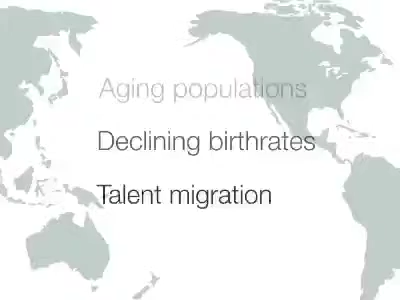 Aging populations
Declining birthrates
Talent migration